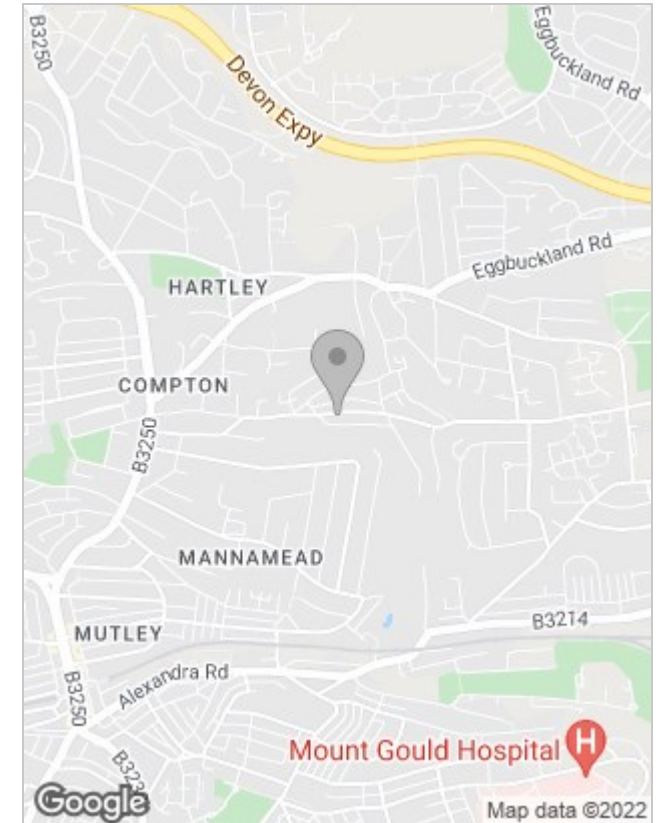 B3250
Eggbuckland Rd
Devon Expy
Eggbuckland Rd
HARTLEY
COMPTON
B3250
MANNAMEAD
B3214
MUTLEY
Alexandra Rd
B3250
Mount Gould Hospital
H
Google
Map data ©2022